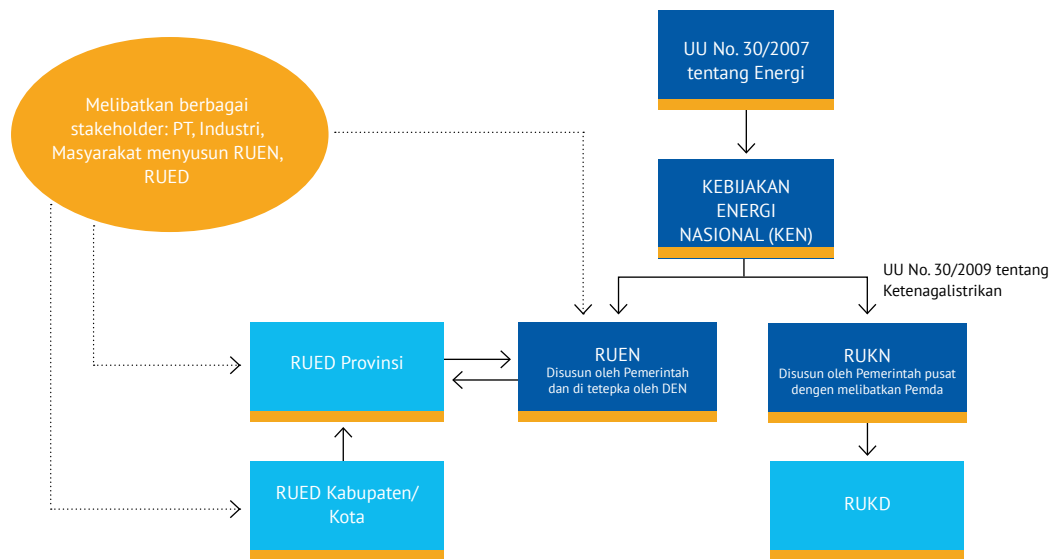 UU No. 30/2007
tentang Energi
Melibatkan berbagai
stakeholder: PT, Industri,
Masyarakat menyusun RUEN,
RUED
KEBIJAKAN
ENERGI
NASIONAL (KEN)
UU No. 30/2009 tentang
Ketenagalistrikan
RUED Provinsi
RUEN
Disusun oleh Pemerintah
dan di tetepka oleh DEN
RUKN
Disusun oleh Pemerintah pusat
dengen melibatkan Pemda
RUED Kabupaten/
Kota
RUKD